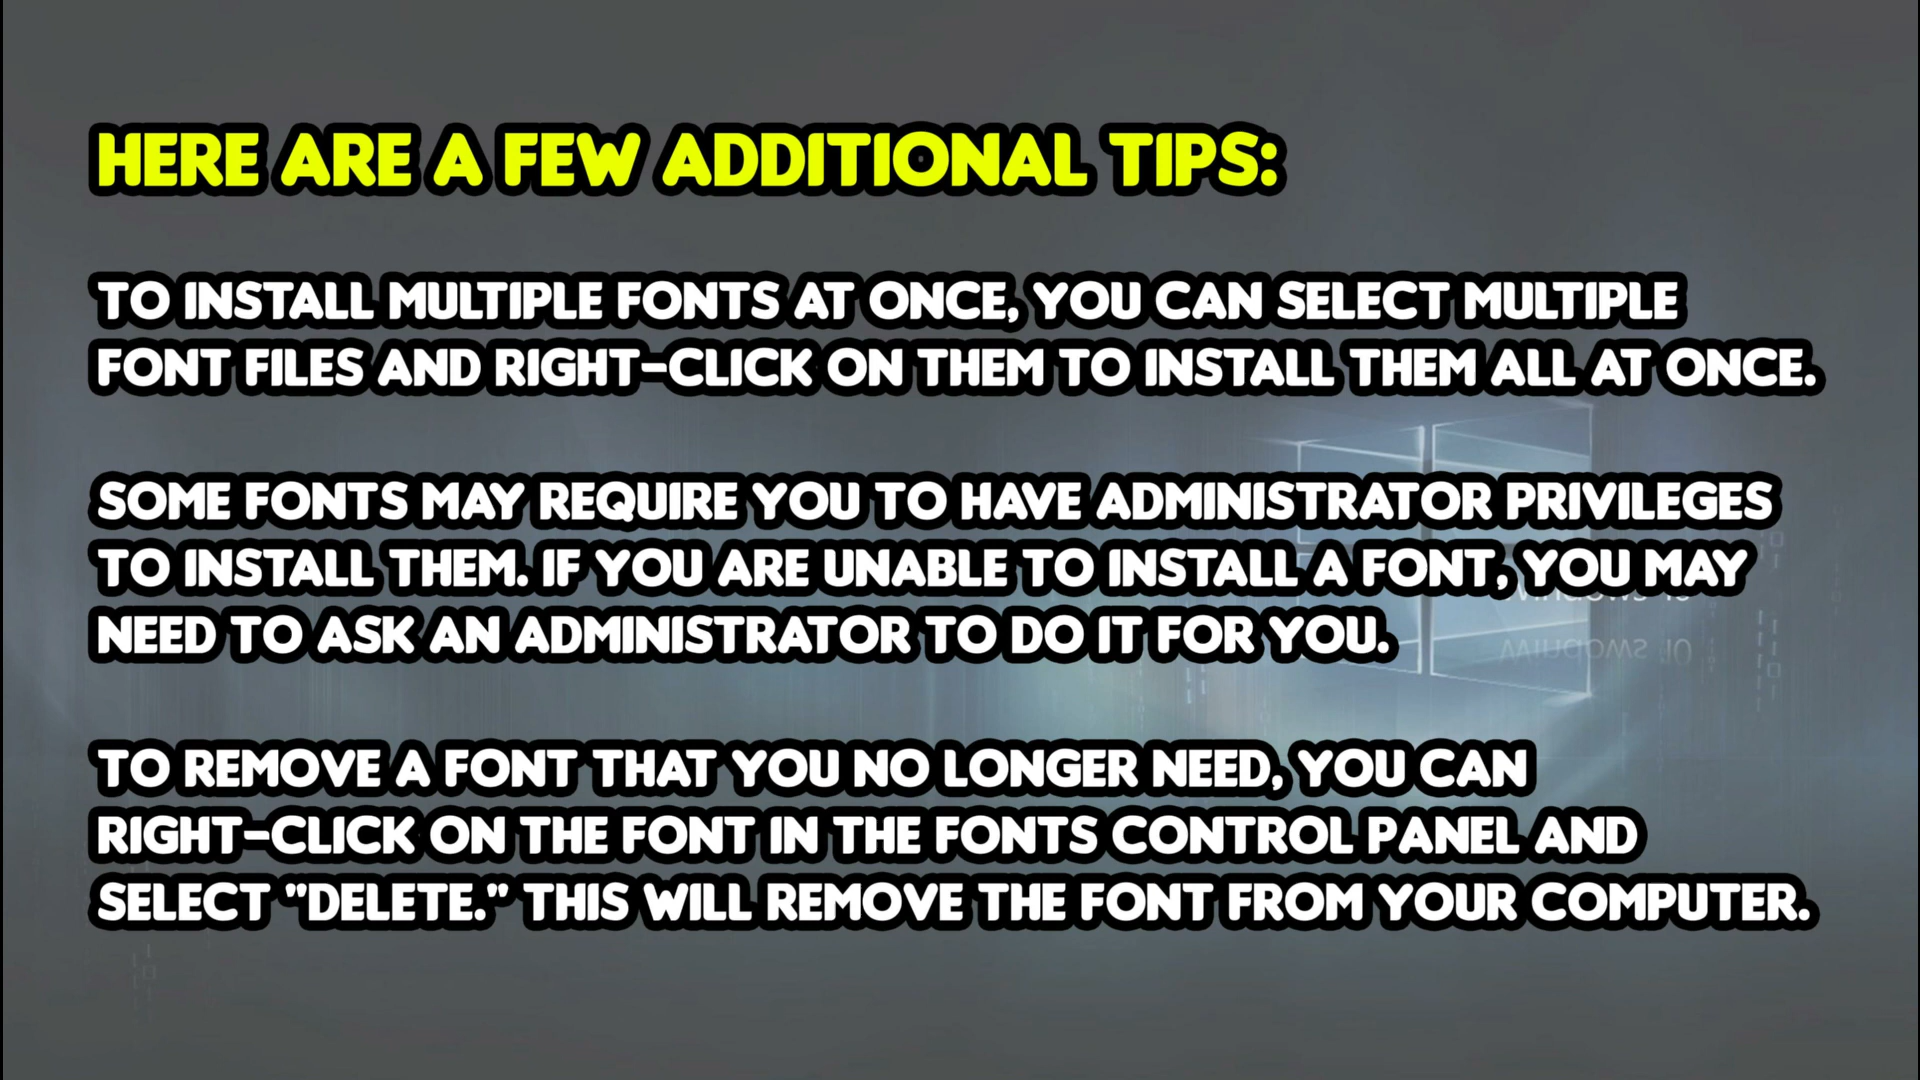 HERE ARE A FEW ADDITIONAL TIPS:
TO INSTALL MULTIPLE FONTS AT ONCE, YOU CAN SELECT MULTIPLE
FONT FILES AND RIGHT-CLICK ON THEM TO INSTALL THEM ALL AT ONCE.
SOME FONTS MAY REQUIRE YOU TO HAVE ADMINISTRATOR PRIVILEGES
TO INSTALL THEM. IF YOU ARE UNABLE TO INSTALL A FONT, YOU MAY
NEED TO ASK AN ADMINISTRATOR TO DO IT FOR YOU.
TO REMOVE A FONT THAT YOU NO LONGER NEED, YOU CAN
RIGHT-CLICK ON THE FONT IN THE FONTS CONTROL PANEL AND
SELECT "DELETE." THIS WILL REMOVE THE FONT FROM YOUR COMPUTER.